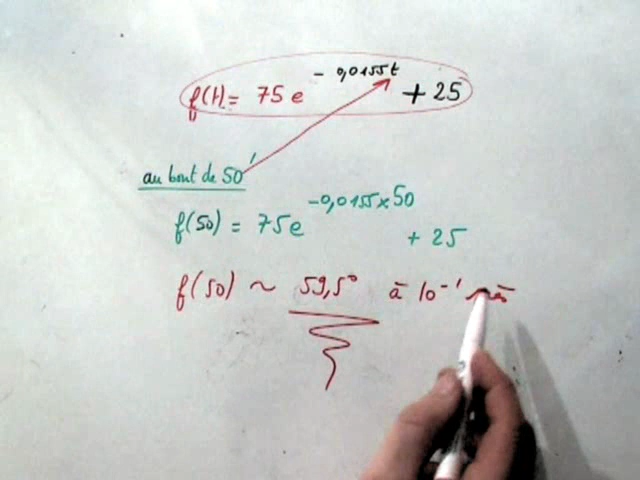 f(t) = 75 e^{-0,0155t} + 25
au bout de 50'
f(50) = 75 e^{-0,0155×50} + 25
f(50) ~ 59,5° à 10^{-1} près